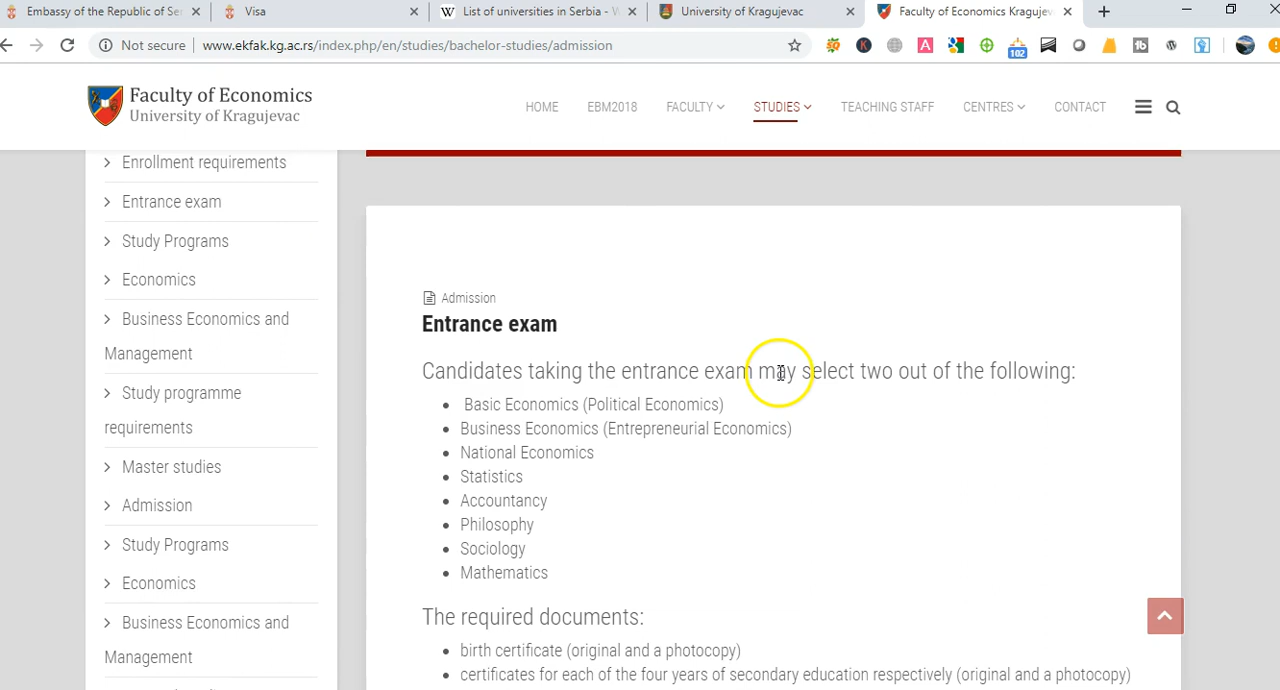 Embassy of the Republic of Se
Visa
List of universities in Serbia - W
University of Kragujevac
Faculty of Economics Kragujev
Not secure
www.ekfak.kg.ac.rs/index.php/en/studies/bachelor-studies/admission
102
Faculty of Economics
University of Kragujevac
HOME
EBM2018
FACULTY
STUDIES
TEACHING STAFF
CENTRES
CONTACT
Enrollment requirements
Entrance exam
Study Programs
Economics
Business Economics and
Management
Study programme
requirements
Master studies
Admission
Study Programs
Economics
Business Economics and
Management
Admission
Entrance exam
Candidates taking the entrance exam may select two out of the following:
Basic Economics (Political Economics)
Business Economics (Entrepreneurial Economics)
National Economics
Statistics
Accountancy
Philosophy
Sociology
Mathematics
The required documents:
birth certificate (original and a photocopy)
certificates for each of the four years of secondary education respectively (original and a photocopy)